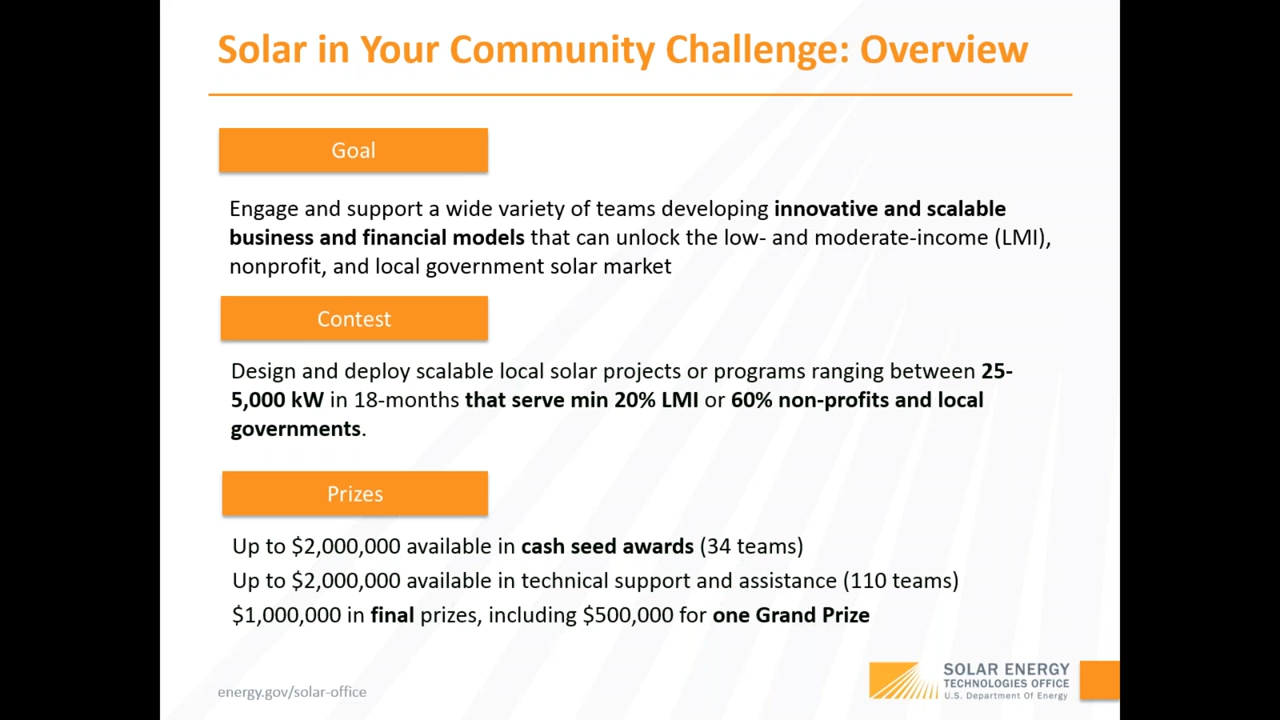 Solar in Your Community Challenge: Overview
Goal
Engage and support a wide variety of teams developing innovative and scalable
business and financial models that can unlock the low- and moderate-income (LMI),
nonprofit, and local government solar market
Contest
Design and deploy scalable local solar projects or programs ranging between 25-
5,000 kW in 18-months that serve min 20% LMI or 60% non-profits and local
governments.
Prizes
Up to $2,000,000 available in cash seed awards (34 teams)
Up to $2,000,000 available in technical support and assistance (110 teams)
$1,000,000 in final prizes, including $500,000 for one Grand Prize
energy.gov/solar-office
SOLAR ENERGY
TECHNOLOGIES OFFICE
U.S. Department Of Energy